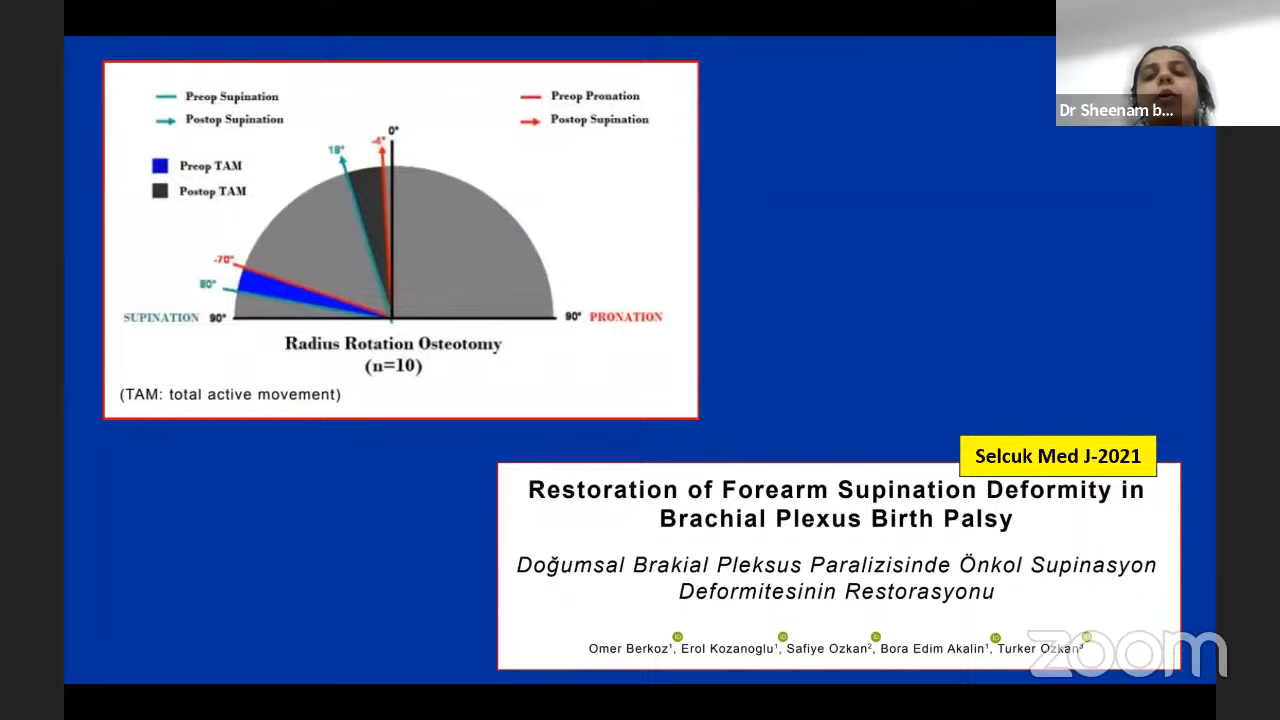 Preop Supination
Postop Supination
Preop Pronation
Postop Supination
Preop TAM
Postop TAM
0°
-4°
18°
-70°
80°
SUPINATION 90°
90° PRONATION
Radius Rotation Osteotomy
(n=10)
(TAM: total active movement)
Dr Sheenam b...
Selcuk Med J-2021
Restoration of Forearm Supination Deformity in
Brachial Plexus Birth Palsy
Doğumsal Brakial Pleksus Paralizisinde Önkol Supinasyon
Deformitesinin Restorasyonu
Omer Berkoz¹, Erol Kozanoglu¹, Safiye Ozkan², Bora Edim Akalin¹, Turker Ozkan³
zoom